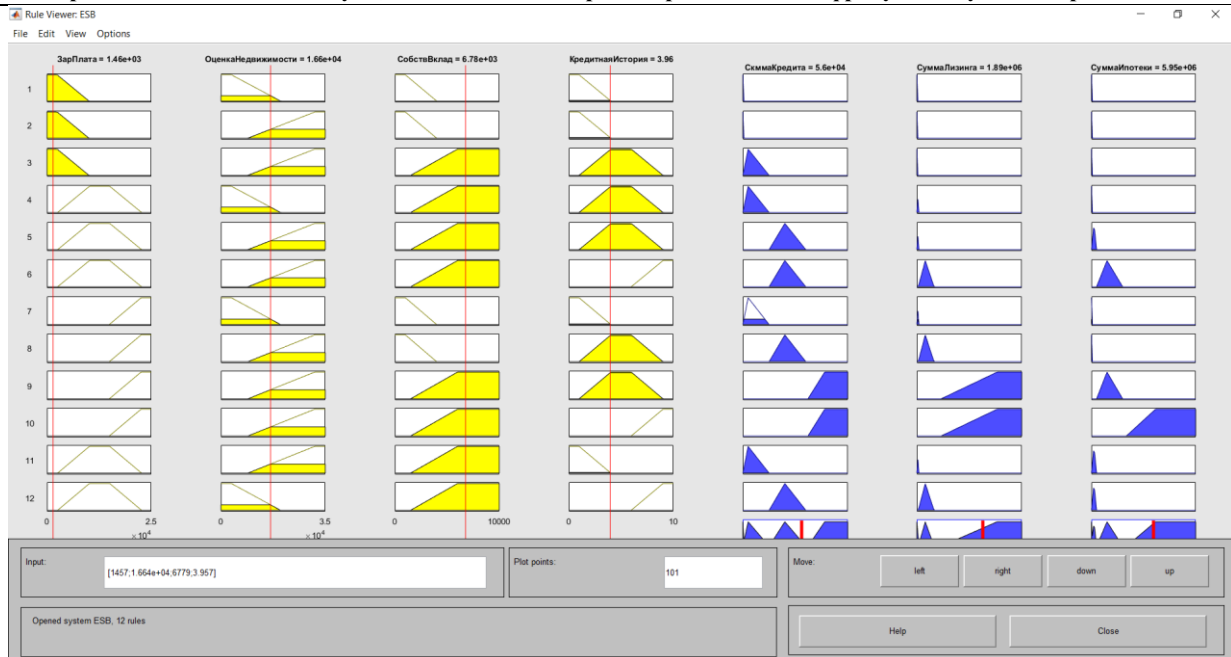 Rule Viewer: ESB
File Edit View Options
ЗарПлата = 1.46e+03
ОценкаНедвижимости = 1.66e+04
СобствВклад = 6.78e+03
КредитнаяИстория = 3.96
СкммаКредита = 5.6e+04
СуммаЛизинга = 1.89e+06
СуммаИпотеки = 5.95e+06
1
2
3
4
5
6
7
8
9
10
11
12
0 2.5
×10⁴
0 3.5
×10⁴
0 10000
0 10
Input:
[1457;1.664e+04;6779;3.957]
Plot points:
101
Move:
left
right
down
up
Opened system ESB, 12 rules
Help
Close